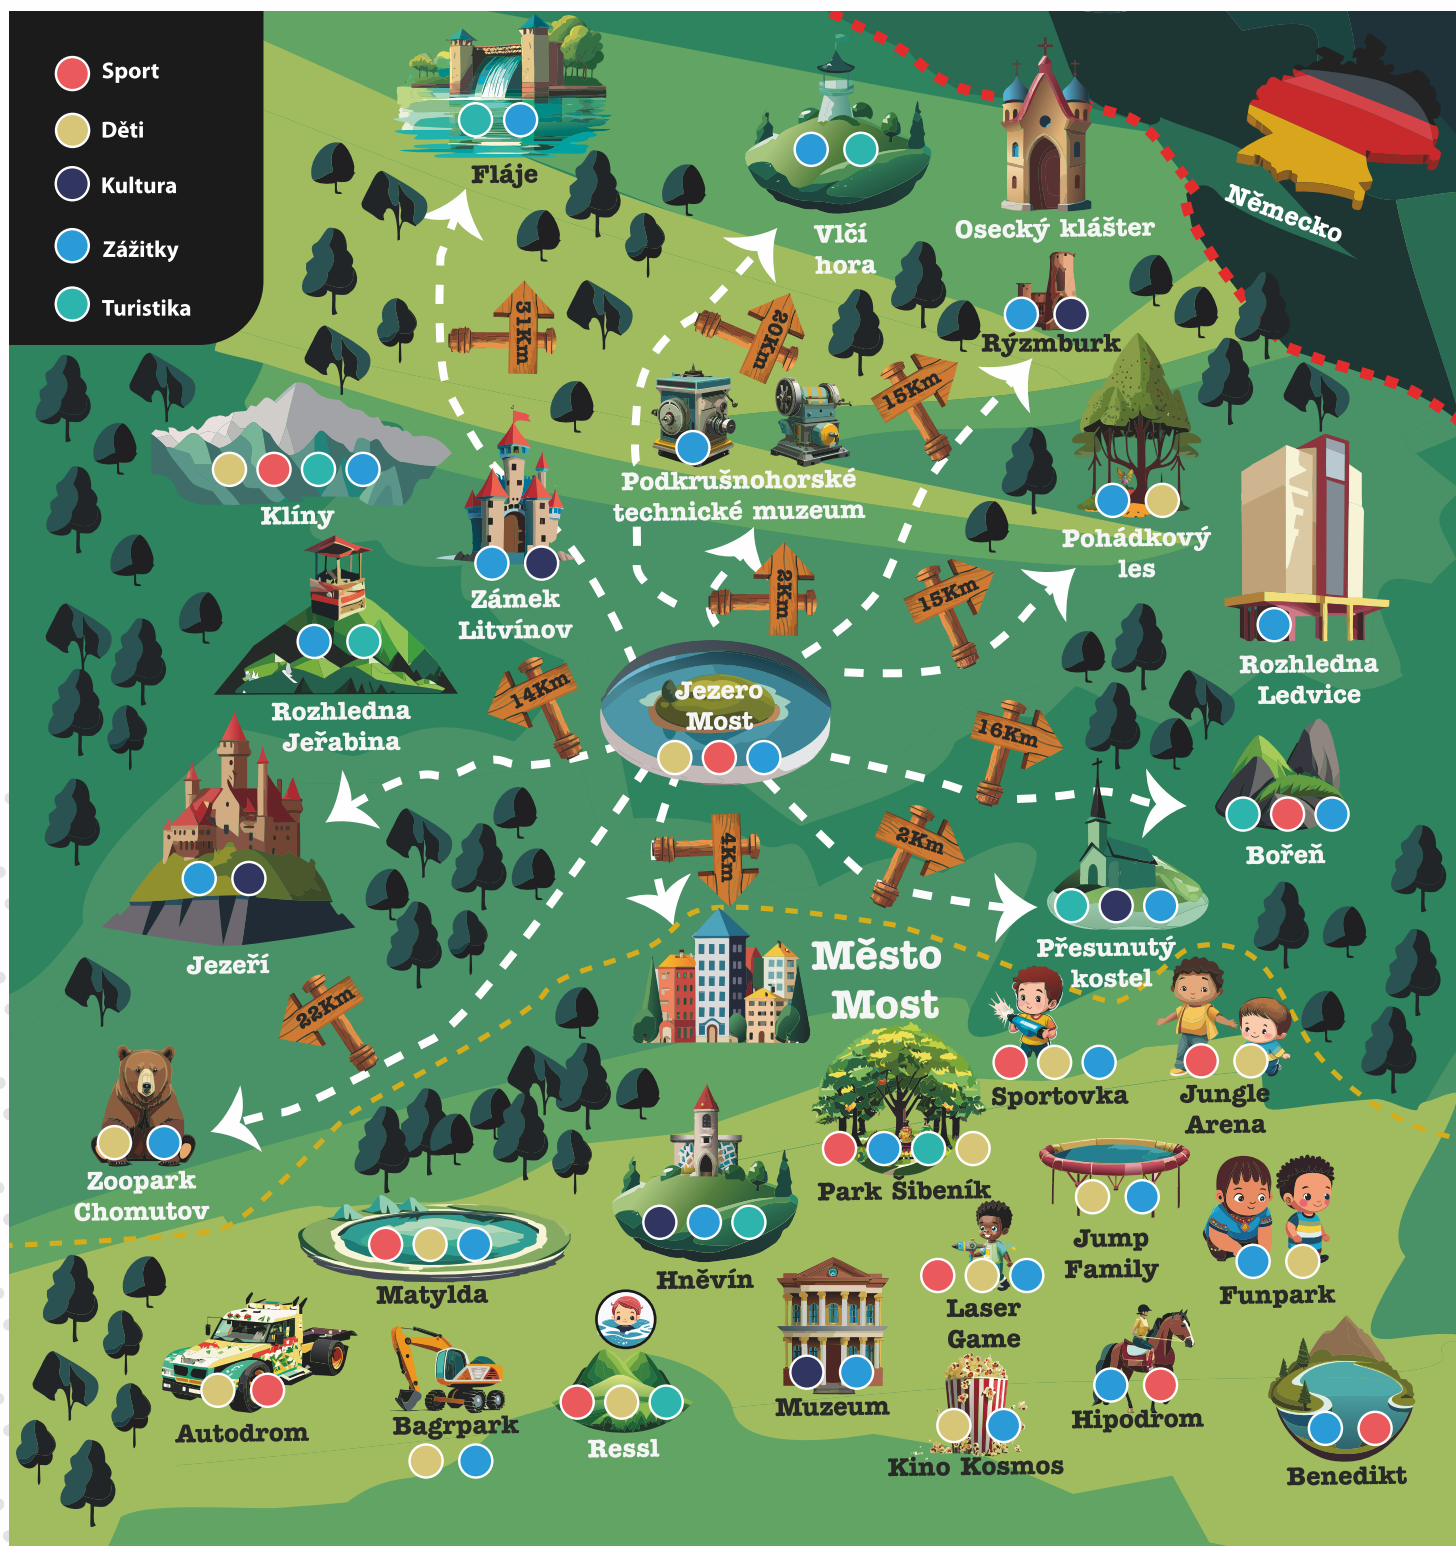 Sport
Děti
Kultura
Zážitky
Turistika
Fláje
Vlčí
hora
Osecký klášter
Německo
31Km
20Km
Rýzmburk
15Km
Klíny
Podkrušnohorské
technické muzeum
Pohádkový
les
Zámek
Litvínov
2Km
15Km
Rozhledna
Ledvice
Rozhledna
Jeřabina
14Km
Jezero
Most
16Km
Bořeň
4Km
2Km
Jezeří
Přesunutý
kostel
Město
Most
22Km
Zoopark
Chomutov
Sportovka
Jungle
Arena
Park Šibeník
Jump
Family
Funpark
Matylda
Hněvín
Laser
Game
Autodrom
Bagrpark
Ressl
Muzeum
Kino Kosmos
Hipodrom
Benedikt